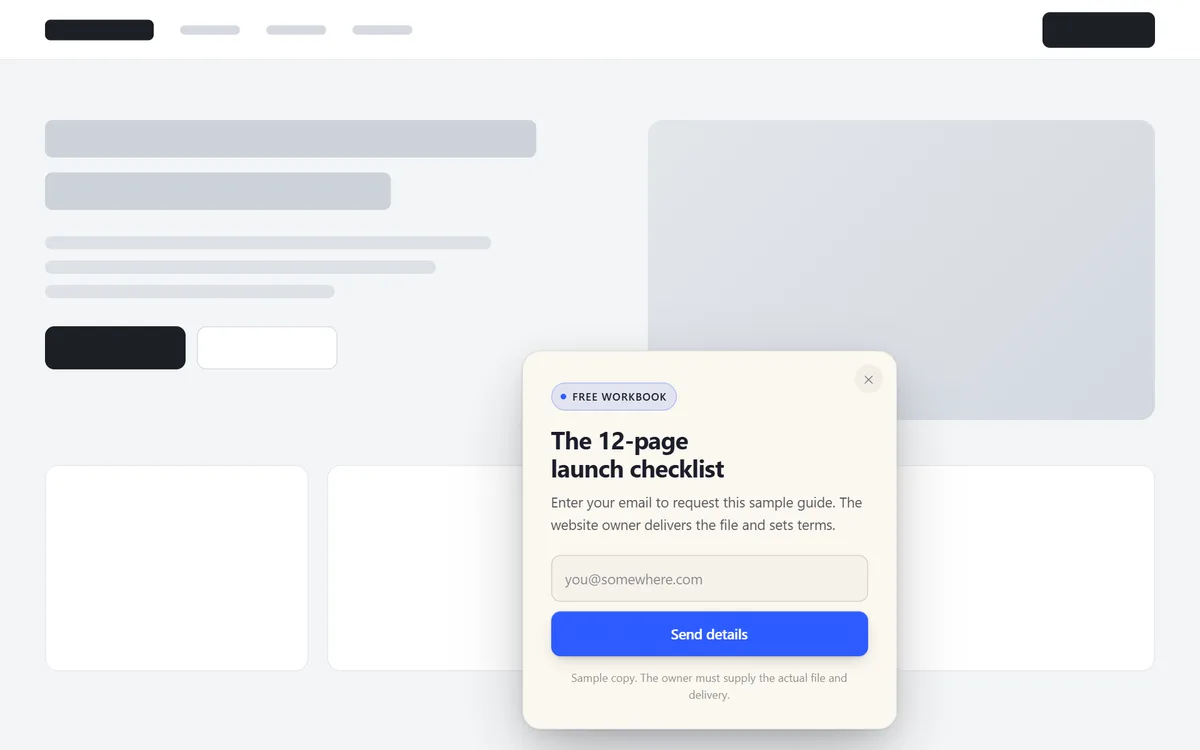 FREE WORKBOOK
The 12-page
launch checklist
Enter your email to request this sample guide. The
website owner delivers the file and sets terms.
you@somewhere.com
Send details
Sample copy. The owner must supply the actual file and
delivery.